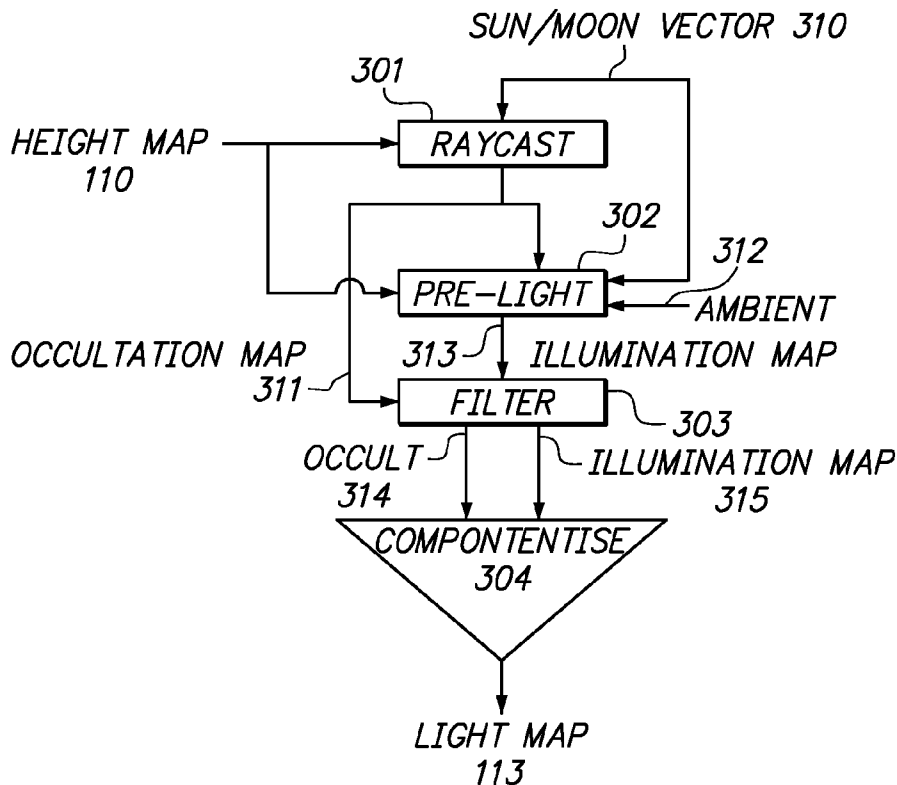 SUN/MOON VECTOR 310
301
HEIGHT MAP
110
RAYCAST
302
312
PRE-LIGHT
AMBIENT
OCCULTATION MAP
311
313
ILLUMINATION MAP
FILTER
303
OCCULT
314
ILLUMINATION MAP
315
COMPONTENTISE
304
LIGHT MAP
113